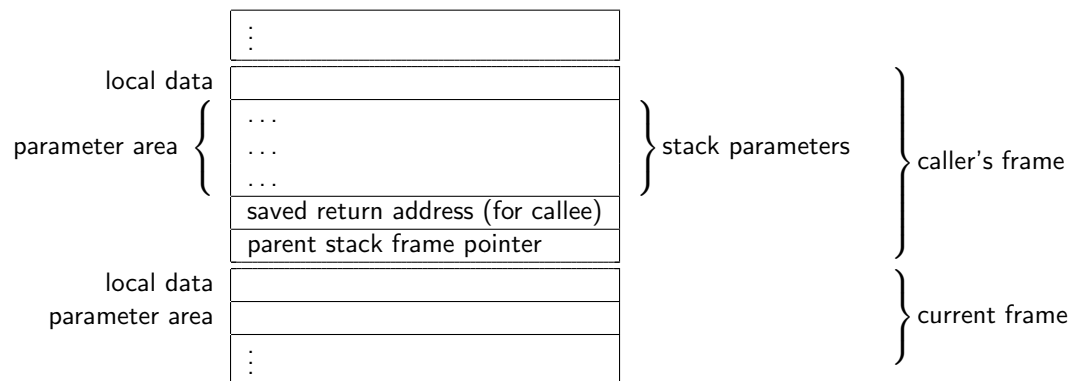 ⋮
local data
parameter area
. . .
. . .
. . .
stack parameters
caller's frame
saved return address (for callee)
parent stack frame pointer
local data
parameter area
current frame
⋮